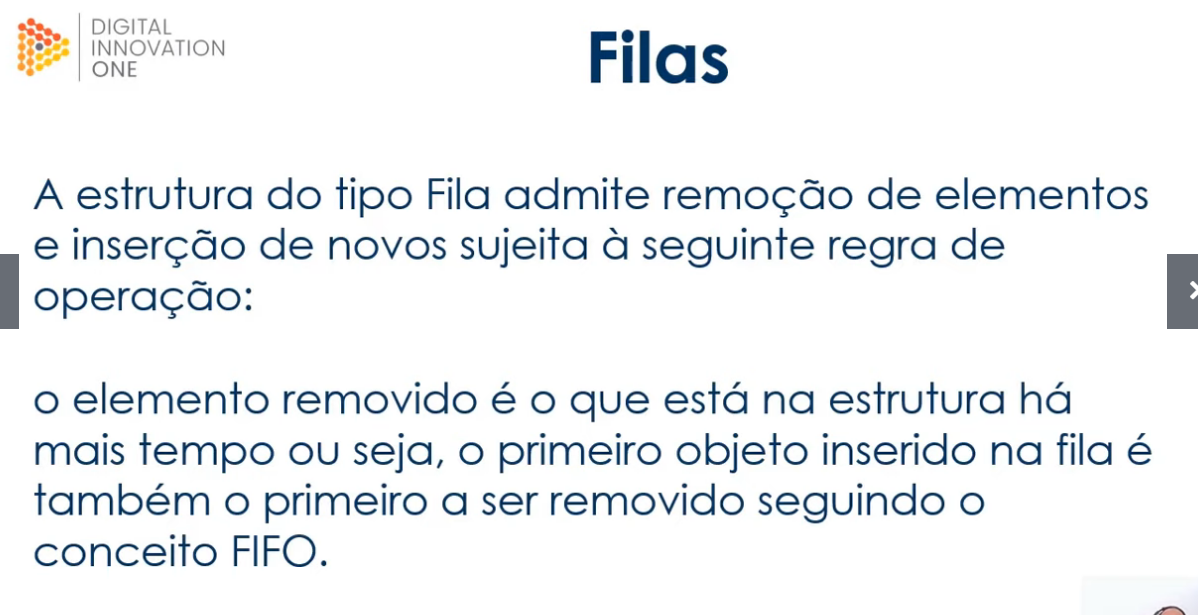 DIGITAL
INNOVATION
ONE
Filas
A estrutura do tipo Fila admite remoção de elementos
e inserção de novos sujeita à seguinte regra de
operação:
o elemento removido é o que está na estrutura há
mais tempo ou seja, o primeiro objeto inserido na fila é
também o primeiro a ser removido seguindo o
conceito FIFO.